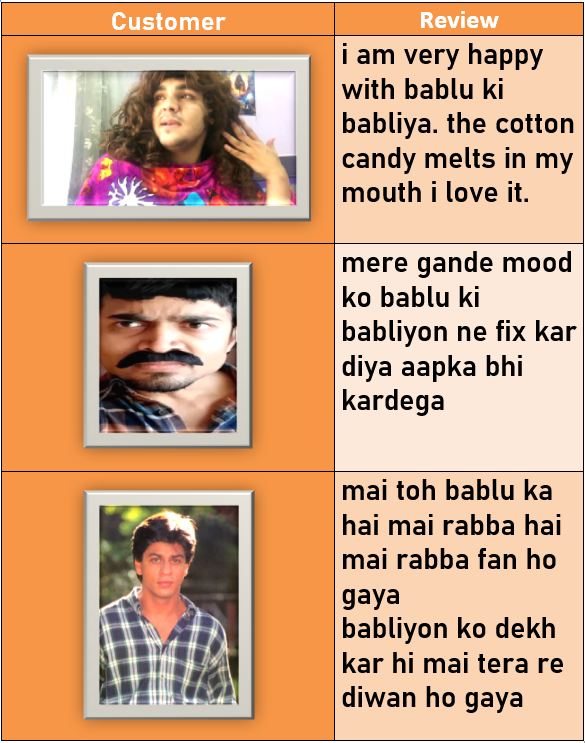 Customer
Review
i am very happy
with bablu ki
babliya. the cotton
candy melts in my
mouth i love it.
mere gande mood
ko bablu ki
babliyon ne fix kar
diya aapka bhi
kardega
mai toh bablu ka
hai mai rabba hai
mai rabba fan ho
gaya
babliyon ko dekh
kar hi mai tera re
diwan ho gaya